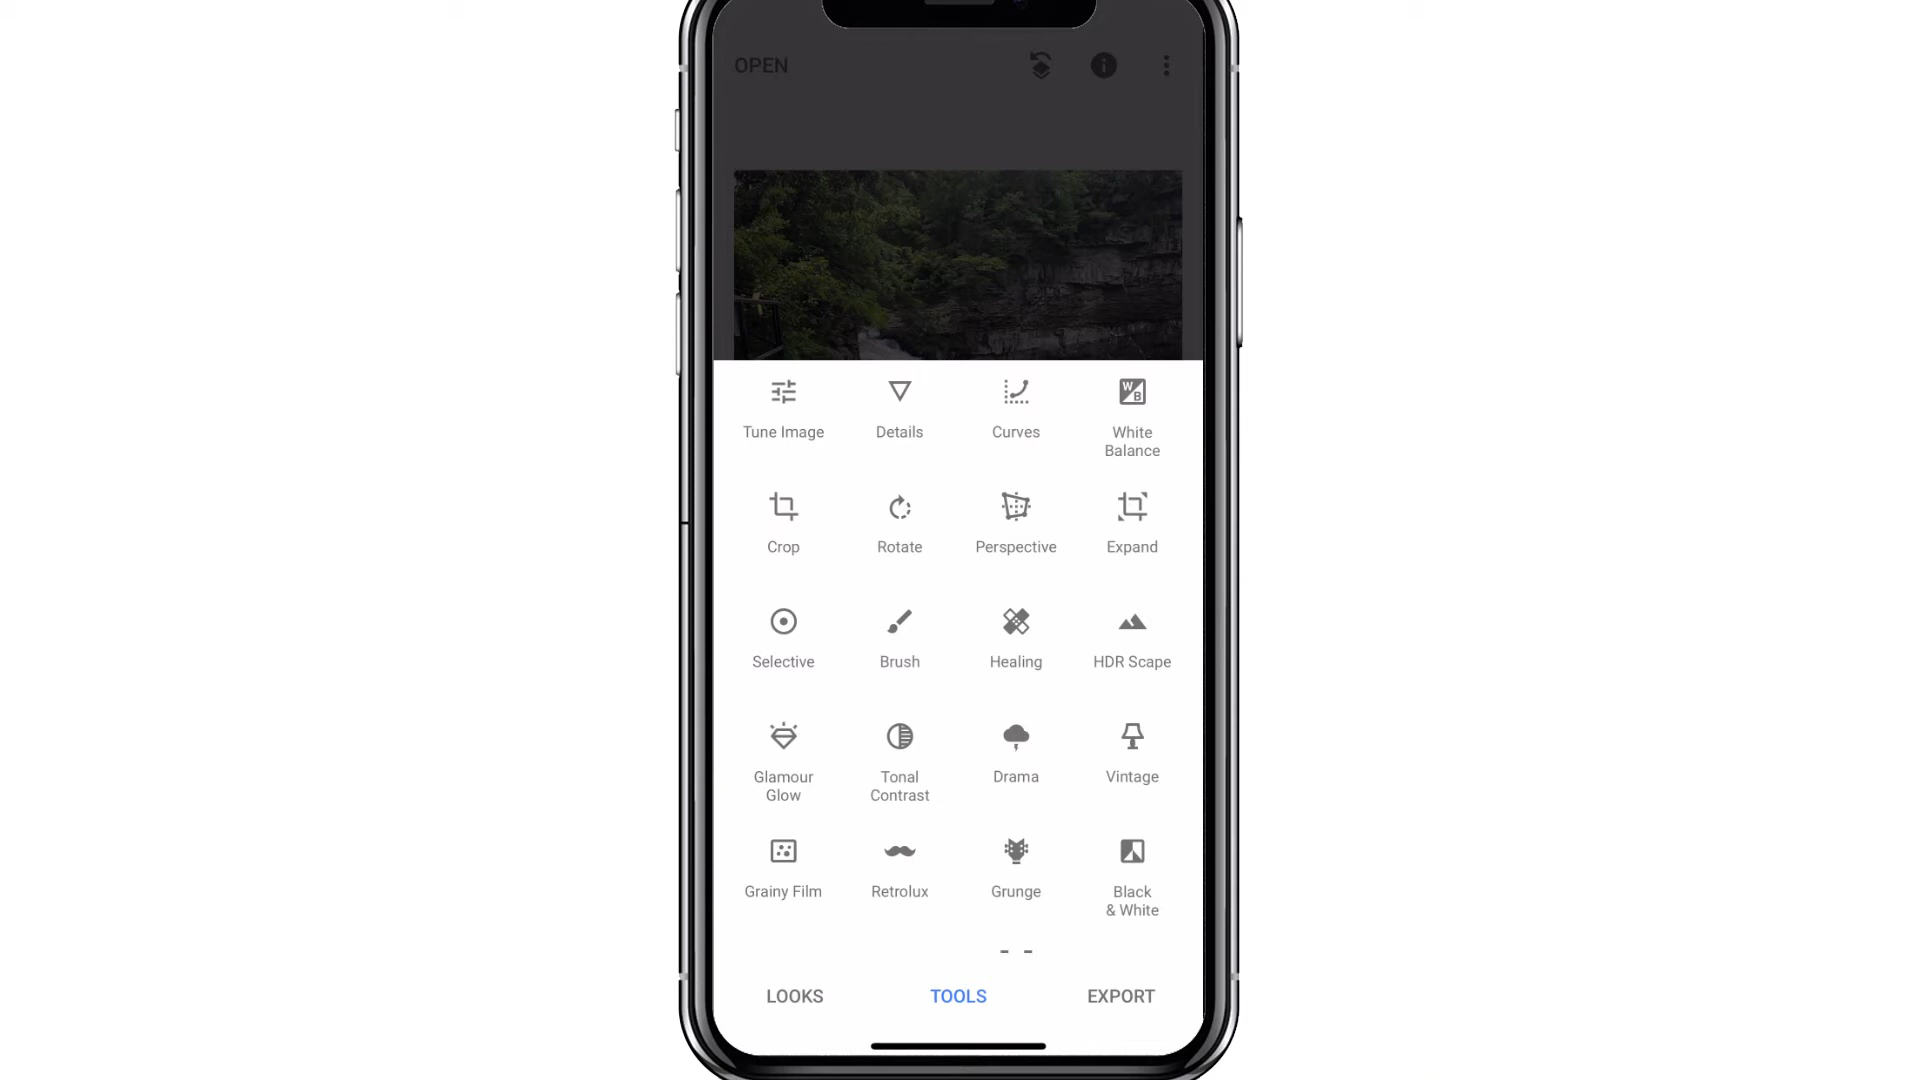 OPEN
Tune Image
Details
Curves
White
Balance
Crop
Rotate
Perspective
Expand
Selective
Brush
Healing
HDR Scape
Glamour
Glow
Tonal
Contrast
Drama
Vintage
Grainy Film
Retrolux
Grunge
Black
& White
LOOKS
TOOLS
EXPORT